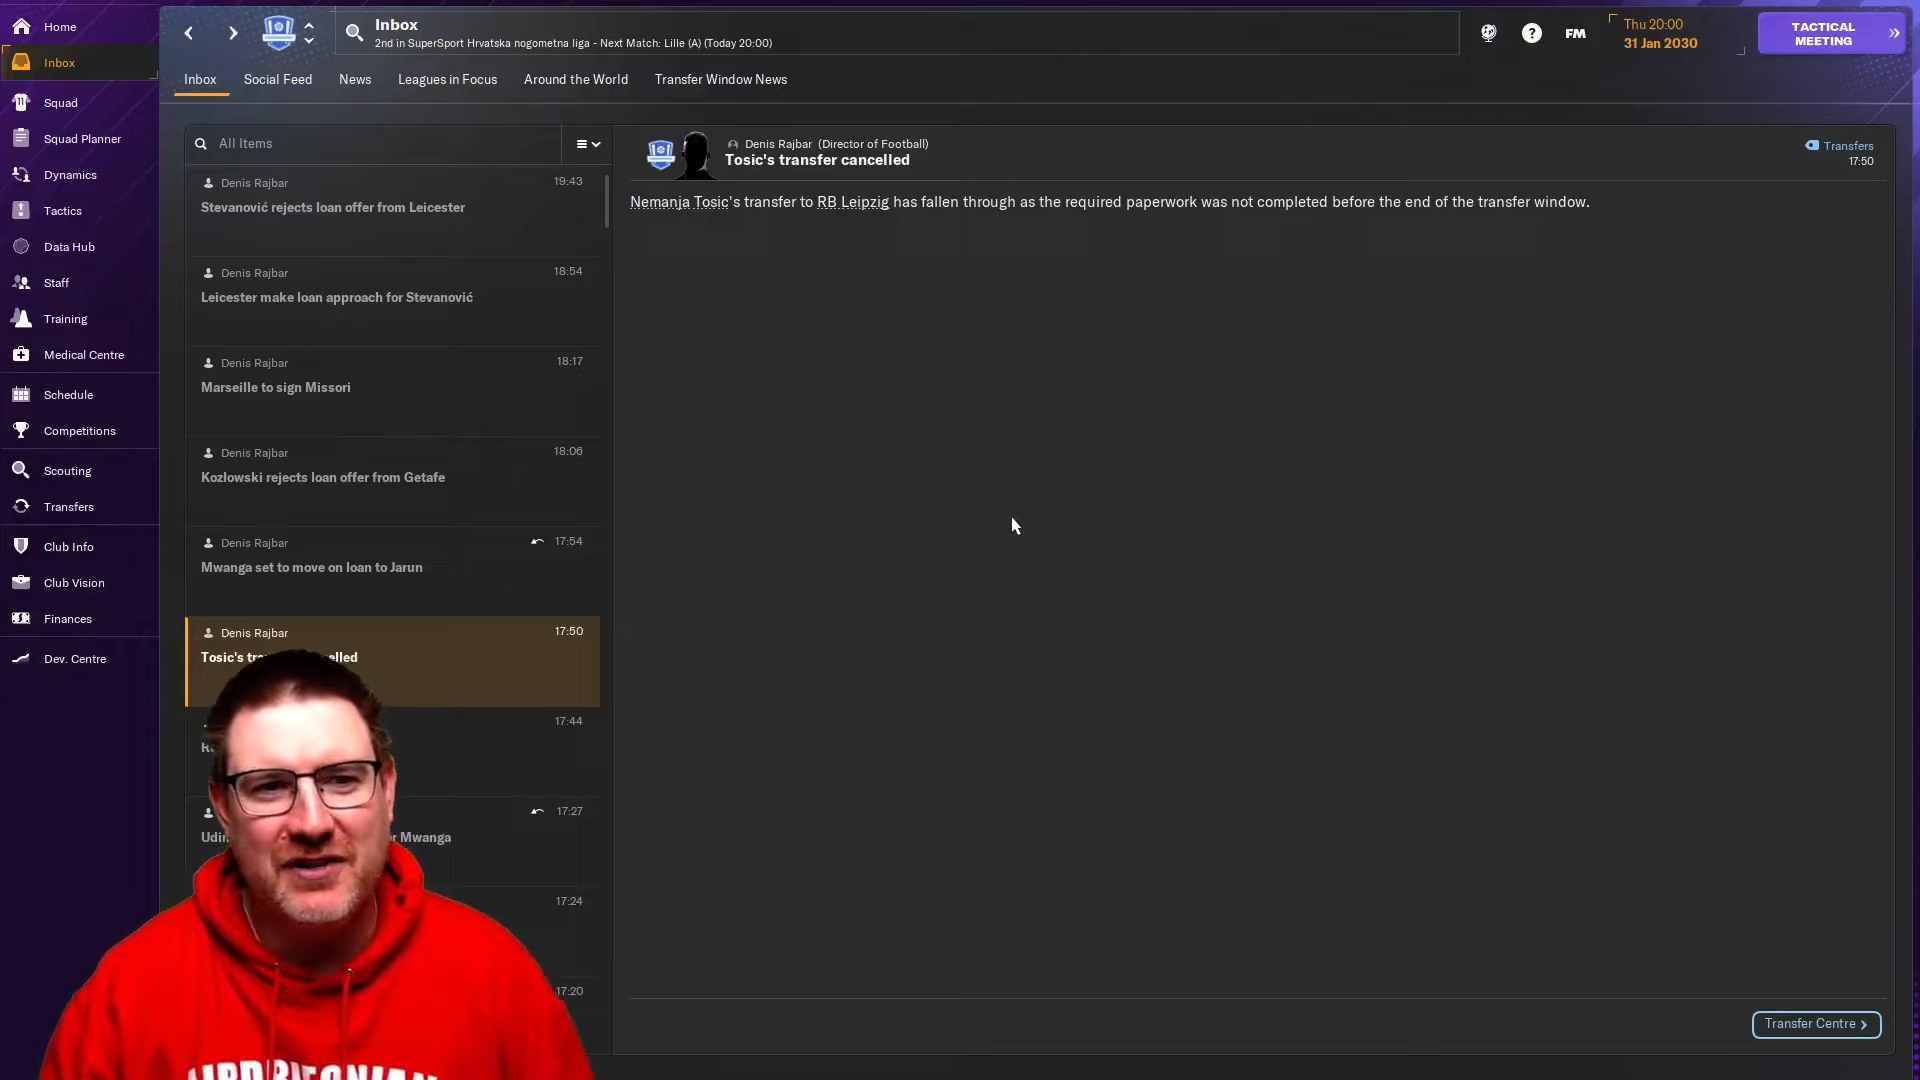 Home
Inbox
Squad
Squad Planner
Dynamics
Tactics
Data Hub
Staff
Training
Medical Centre
Schedule
Competitions
Scouting
Transfers
Club Info
Club Vision
Finances
Dev. Centre
Inbox
2nd in SuperSport Hrvatska nogometna liga - Next Match: Lille (A) (Today 20:00)
FM
Thu 20:00
31 Jan 2030
TACTICAL
MEETING
Inbox Social Feed News Leagues in Focus Around the World Transfer Window News
All Items
Denis Rajbar 19:43
Stevanović rejects loan offer from Leicester
Denis Rajbar 18:54
Leicester make loan approach for Stevanović
Denis Rajbar 18:17
Marseille to sign Missori
Denis Rajbar 18:06
Kozlowski rejects loan offer from Getafe
Denis Rajbar 17:54
Mwanga set to move on loan to Jarun
Denis Rajbar 17:50
Tosic's
17:44
17:27
Mwanga
17:24
17:20
Denis Rajbar (Director of Football)
Tosic's transfer cancelled
Transfers
17:50
Nemanja Tosic's transfer to RB Leipzig has fallen through as the required paperwork was not completed before the end of the transfer window.
Transfer Centre